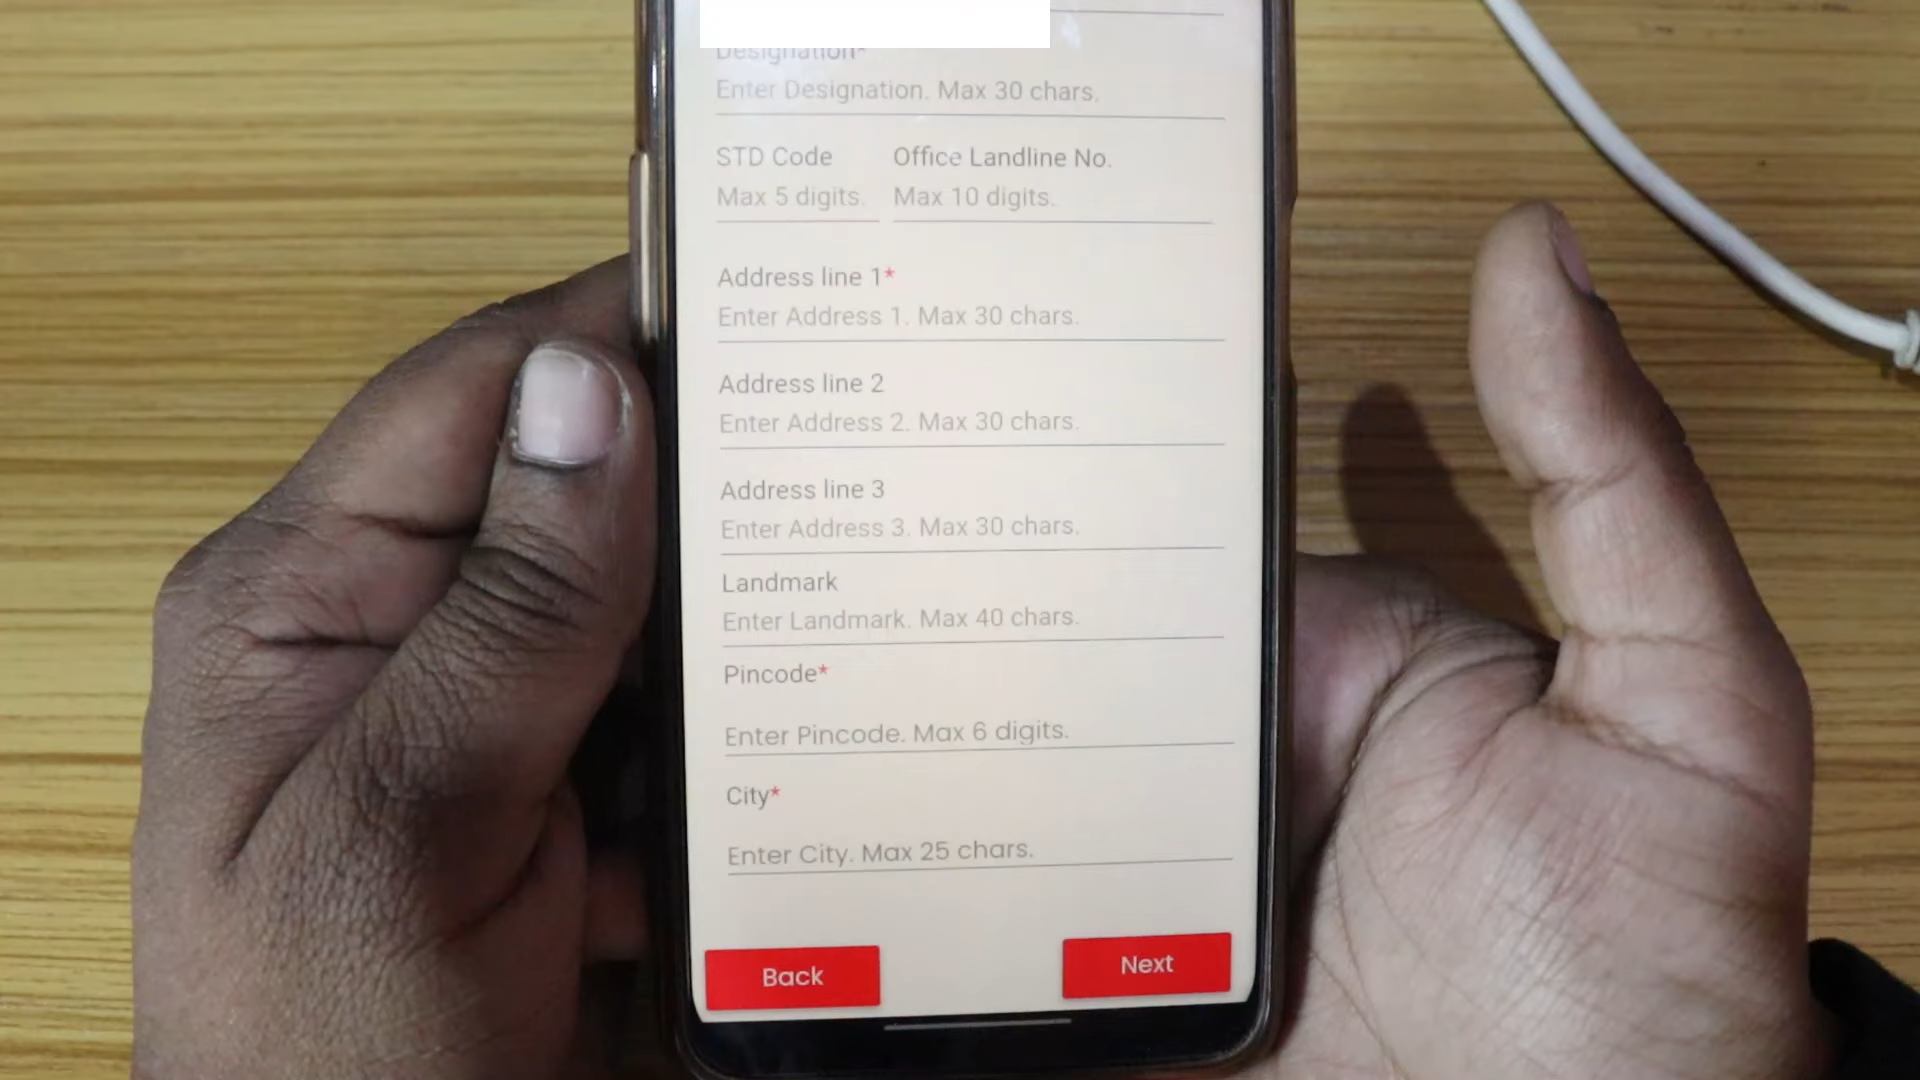 Designation*
Enter Designation. Max 30 chars.
STD Code Office Landline No.
Max 5 digits. Max 10 digits.
Address line 1*
Enter Address 1. Max 30 chars.
Address line 2
Enter Address 2. Max 30 chars.
Address line 3
Enter Address 3. Max 30 chars.
Landmark
Enter Landmark. Max 40 chars.
Pincode*
Enter Pincode. Max 6 digits.
City*
Enter City. Max 25 chars.
Back Next